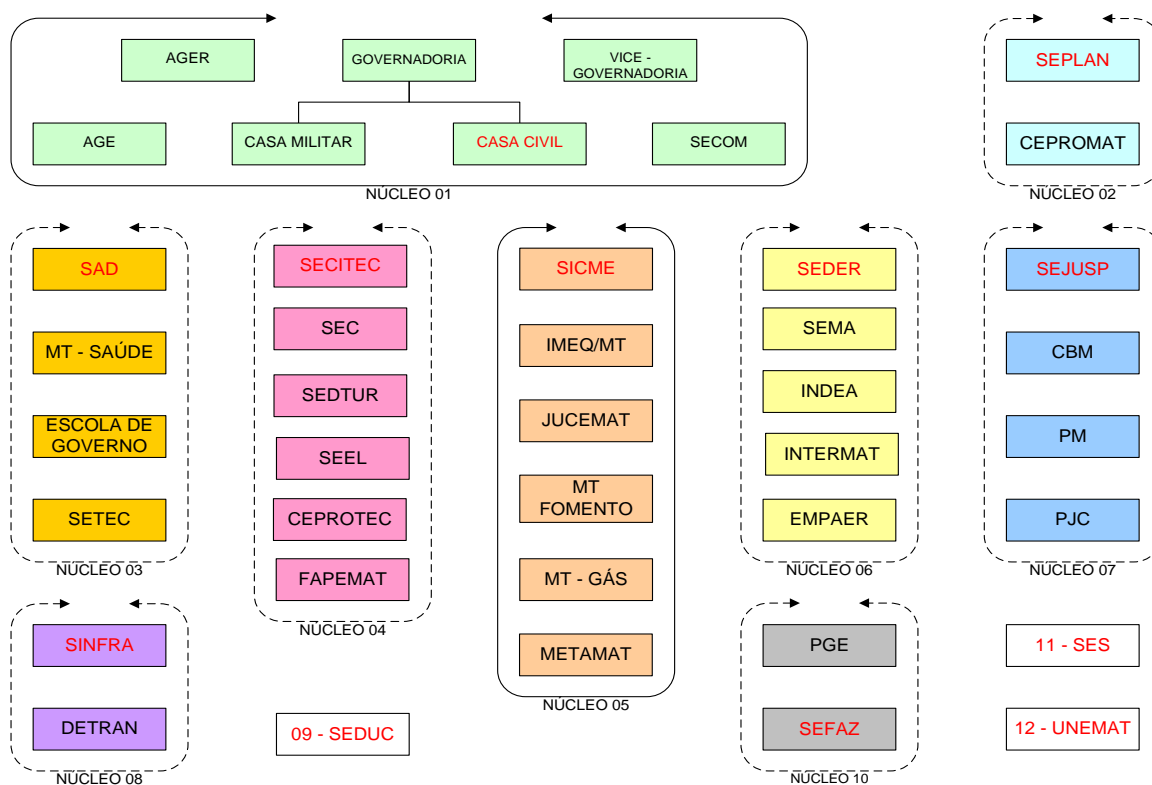 AGER
GOVERNADORIA
VICE -
GOVERNADORIA
AGE
CASA MILITAR
CASA CIVIL
SECOM
NÚCLEO 01
SEPLAN
CEPROMAT
NÚCLEO 02
SAD
MT - SAÚDE
ESCOLA DE
GOVERNO
SETEC
NÚCLEO 03
SECITEC
SEC
SEDTUR
SEEL
CEPROTEC
FAPEMAT
NÚCLEO 04
SICME
IMEQ/MT
JUCEMAT
MT
FOMENTO
MT - GÁS
METAMAT
NÚCLEO 05
SEDER
SEMA
INDEA
INTERMAT
EMPAER
NÚCLEO 06
SEJUSP
CBM
PM
PJC
NÚCLEO 07
SINFRA
DETRAN
NÚCLEO 08
09 - SEDUC
PGE
SEFAZ
NÚCLEO 10
11 - SES
12 - UNEMAT